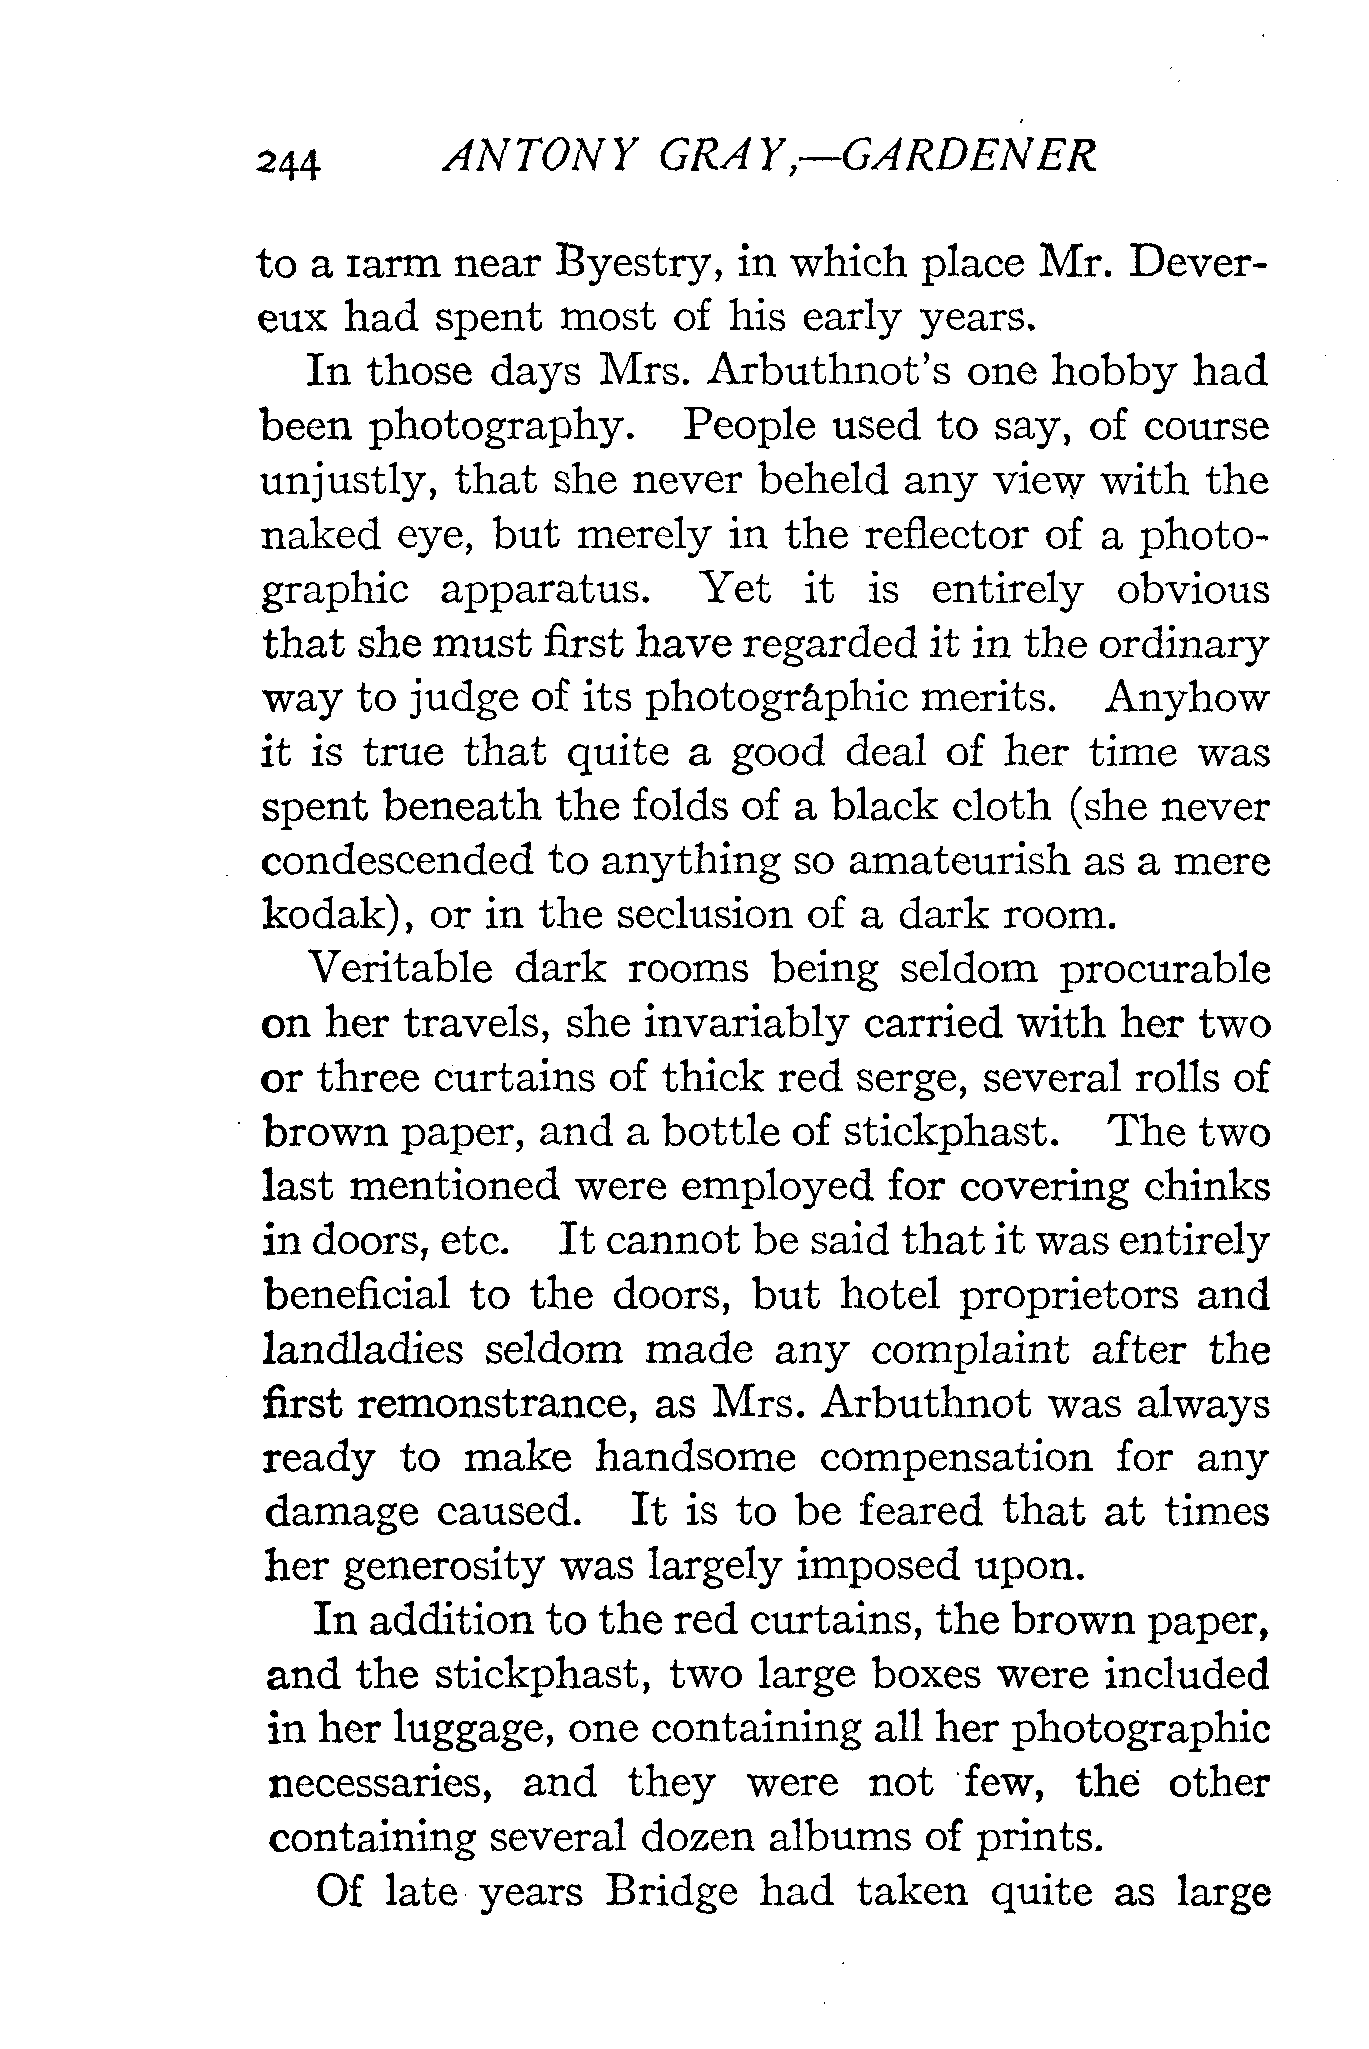 244 ANTONY GRAY,—GARDENER
to a farm near Byestry, in which place Mr. Dever-
eux had spent most of his early years.
In those days Mrs. Arbuthnot's one hobby had
been photography. People used to say, of course
unjustly, that she never beheld any view with the
naked eye, but merely in the reflector of a photo-
graphic apparatus. Yet it is entirely obvious
that she must first have regarded it in the ordinary
way to judge of its photographic merits. Anyhow
it is true that quite a good deal of her time was
spent beneath the folds of a black cloth (she never
condescended to anything so amateurish as a mere
kodak), or in the seclusion of a dark room.
Veritable dark rooms being seldom procurable
on her travels, she invariably carried with her two
or three curtains of thick red serge, several rolls of
brown paper, and a bottle of stickphast. The two
last mentioned were employed for covering chinks
in doors, etc. It cannot be said that it was entirely
beneficial to the doors, but hotel proprietors and
landladies seldom made any complaint after the
first remonstrance, as Mrs. Arbuthnot was always
ready to make handsome compensation for any
damage caused. It is to be feared that at times
her generosity was largely imposed upon.
In addition to the red curtains, the brown paper,
and the stickphast, two large boxes were included
in her luggage, one containing all her photographic
necessaries, and they were not few, the other
containing several dozen albums of prints.
Of late years Bridge had taken quite as large